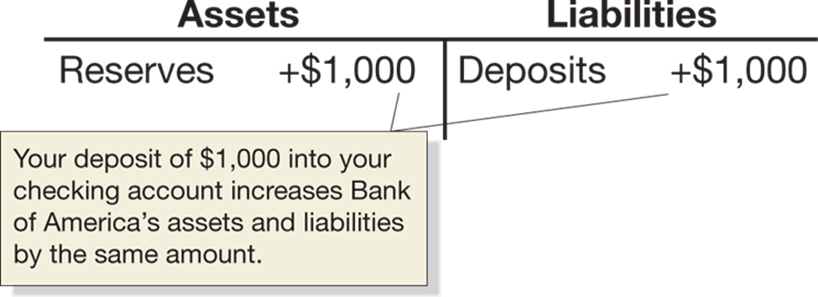 Assets Liabilities
Reserves +$1,000 Deposits +$1,000
Your deposit of $1,000 into your
checking account increases Bank
of America's assets and liabilities
by the same amount.